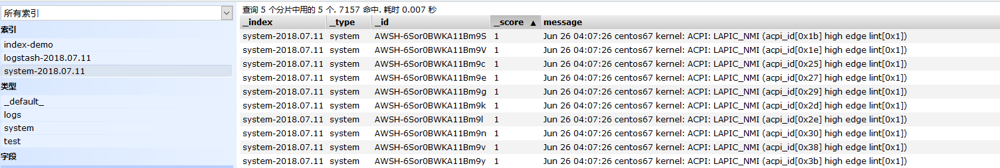 所有索引
索引
index-demo
logstash-2018.07.11
system-2018.07.11
类型
_default_
logs
system
test
字段
查询 5 个分片中用的 5 个. 7157 命中. 耗时 0.007 秒
_index _type _id _score ▲ message
system-2018.07.11 system AWSH-6Sor0BWKA11Bm9S 1 Jun 26 04:07:26 centos67 kernel: ACPI: LAPIC_NMI (acpi_id[0x1b] high edge lint[0x1])
system-2018.07.11 system AWSH-6Sor0BWKA11Bm9V 1 Jun 26 04:07:26 centos67 kernel: ACPI: LAPIC_NMI (acpi_id[0x1e] high edge lint[0x1])
system-2018.07.11 system AWSH-6Sor0BWKA11Bm9c 1 Jun 26 04:07:26 centos67 kernel: ACPI: LAPIC_NMI (acpi_id[0x25] high edge lint[0x1])
system-2018.07.11 system AWSH-6Sor0BWKA11Bm9e 1 Jun 26 04:07:26 centos67 kernel: ACPI: LAPIC_NMI (acpi_id[0x27] high edge lint[0x1])
system-2018.07.11 system AWSH-6Sor0BWKA11Bm9g 1 Jun 26 04:07:26 centos67 kernel: ACPI: LAPIC_NMI (acpi_id[0x29] high edge lint[0x1])
system-2018.07.11 system AWSH-6Sor0BWKA11Bm9k 1 Jun 26 04:07:26 centos67 kernel: ACPI: LAPIC_NMI (acpi_id[0x2d] high edge lint[0x1])
system-2018.07.11 system AWSH-6Sor0BWKA11Bm9l 1 Jun 26 04:07:26 centos67 kernel: ACPI: LAPIC_NMI (acpi_id[0x2e] high edge lint[0x1])
system-2018.07.11 system AWSH-6Sor0BWKA11Bm9n 1 Jun 26 04:07:26 centos67 kernel: ACPI: LAPIC_NMI (acpi_id[0x30] high edge lint[0x1])
system-2018.07.11 system AWSH-6Sor0BWKA11Bm9v 1 Jun 26 04:07:26 centos67 kernel: ACPI: LAPIC_NMI (acpi_id[0x38] high edge lint[0x1])
system-2018.07.11 system AWSH-6Sor0BWKA11Bm9y 1 Jun 26 04:07:26 centos67 kernel: ACPI: LAPIC_NMI (acpi_id[0x3b] high edge lint[0x1])